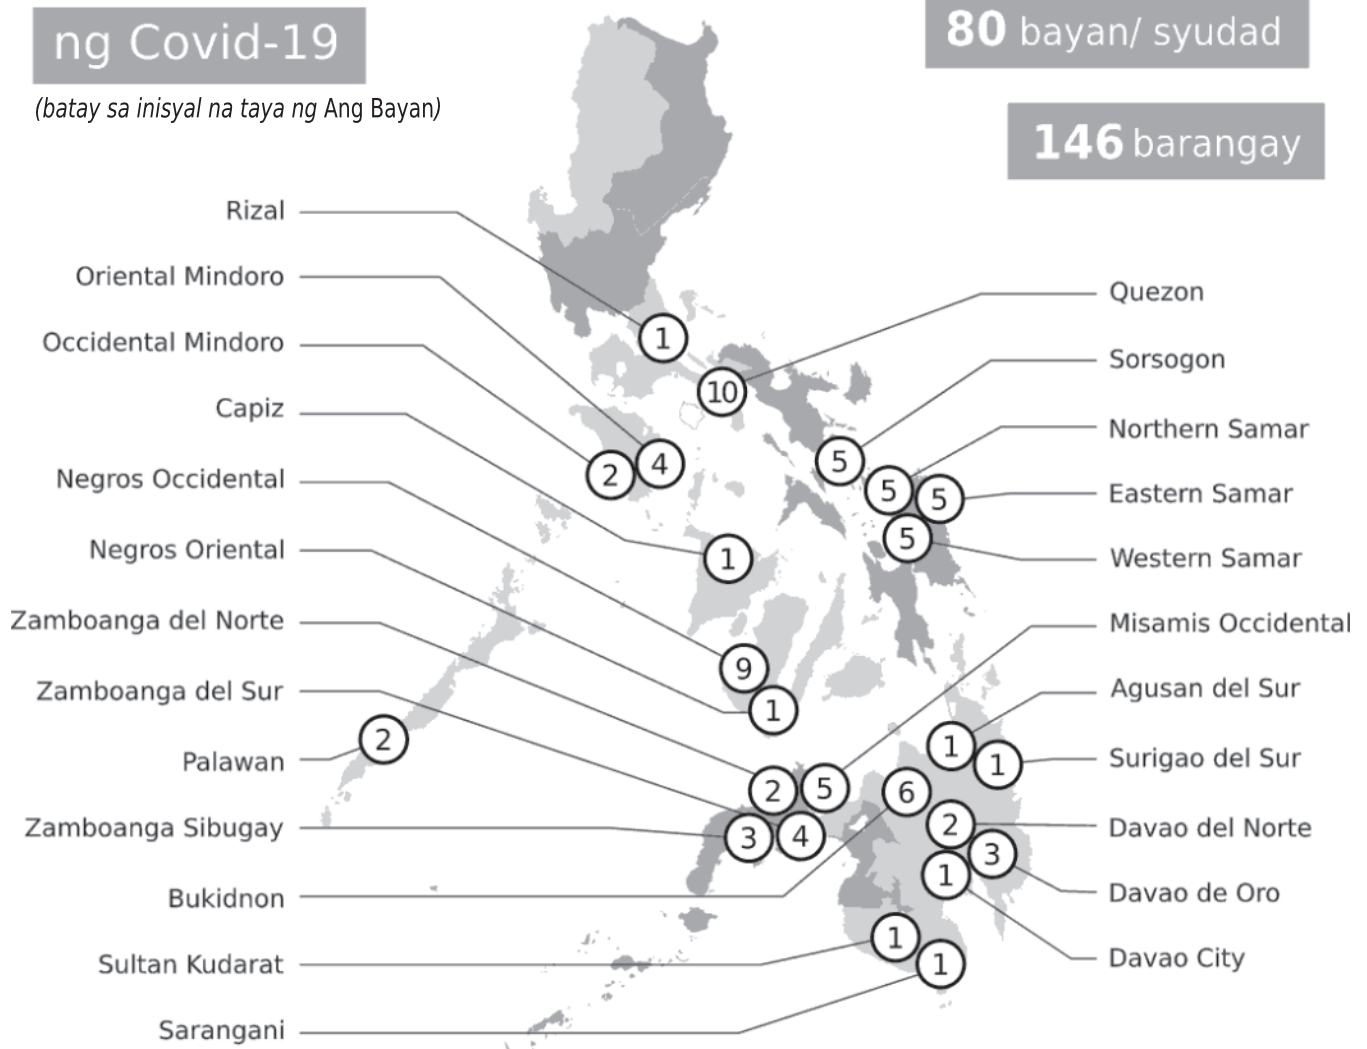 ng Covid-19
(batay sa inisyal na taya ng Ang Bayan)
80 bayan/ syudad
146 barangay
Rizal
Oriental Mindoro
Occidental Mindoro
Capiz
Negros Occidental
Negros Oriental
Zamboanga del Norte
Zamboanga del Sur
Palawan
Zamboanga Sibugay
Bukidnon
Sultan Kudarat
Sarangani
Quezon
Sorsogon
Northern Samar
Eastern Samar
Western Samar
Misamis Occidental
Agusan del Sur
Surigao del Sur
Davao del Norte
Davao de Oro
Davao City
1
10
4
2
5
5
5
5
1
9
1
2
1
1
2
5
6
3
4
2
3
1
1
1